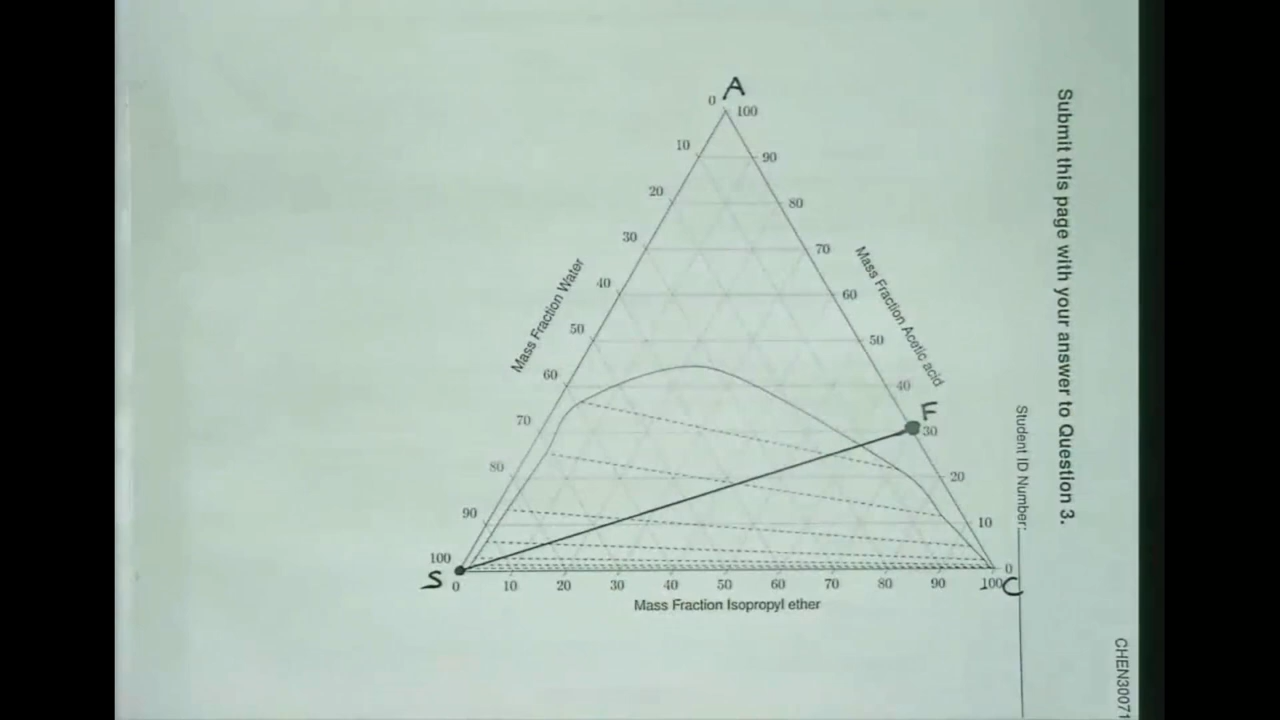 A
0
100
10
90
20
80
30
70
Mass Fraction Water
Mass Fraction Acetic acid
40
60
50
50
60
40
F
70
30
80
20
90
10
100
0
S
C
0 10 20 30 40 50 60 70 80 90 100
Mass Fraction Isopropyl ether
Student ID Number:
Submit this page with your answer to Question 3.
CHEN30071